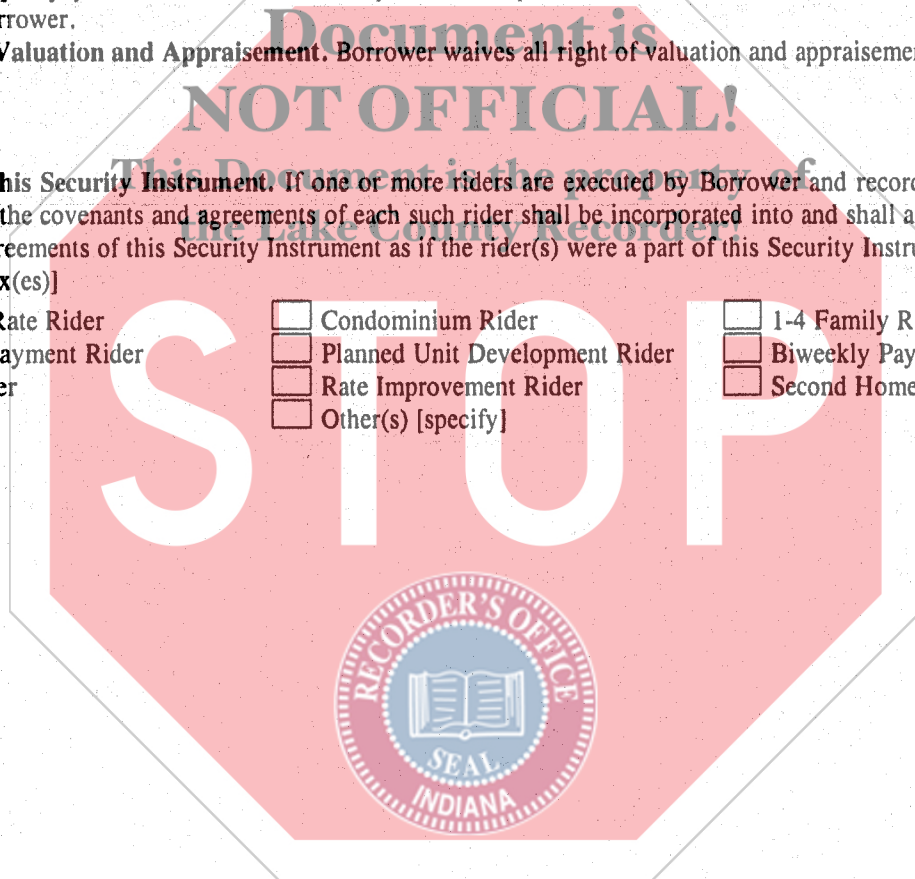 rrower.
Valuation and Appraisement. Borrower waives all right of valuation and appraiseme
Document is
NOT OFFICIAL!
This Document is the property of
the Lake County Recorder!
his Security Instrument. If one or more riders are executed by Borrower and record
the covenants and agreements of each such rider shall be incorporated into and shall a
reements of this Security Instrument as if the rider(s) were a part of this Security Instru
x(es)]
Rate Rider Condominium Rider 1-4 Family R
ayment Rider Planned Unit Development Rider Biweekly Pay
er Rate Improvement Rider Second Home
Other(s) [specify]
STOP
RECORDER'S OFFICE
SEAL
INDIANA